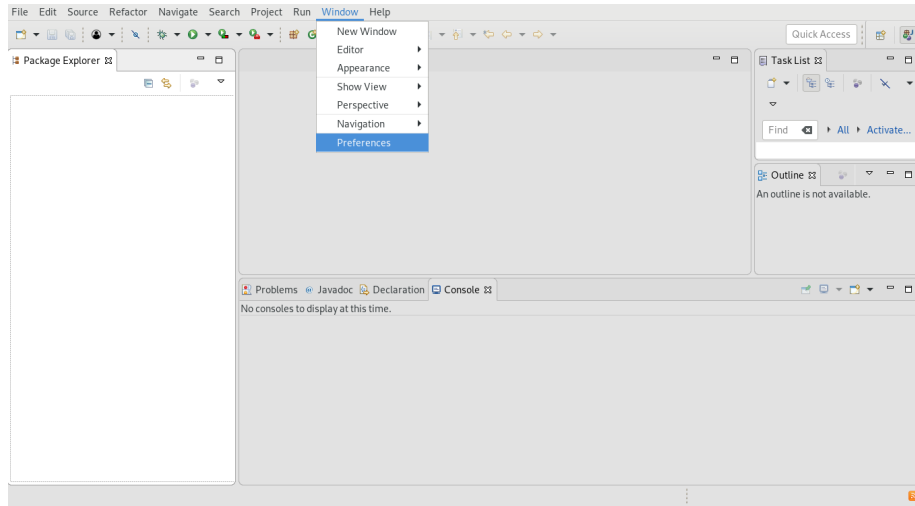 File Edit Source Refactor Navigate Search Project Run Window Help
New Window
Editor
Appearance
Show View
Perspective
Navigation
Preferences
Quick Access
Package Explorer
Task List
Find
All
Activate...
Outline
An outline is not available.
Problems
Javadoc
Declaration
Console
No consoles to display at this time.